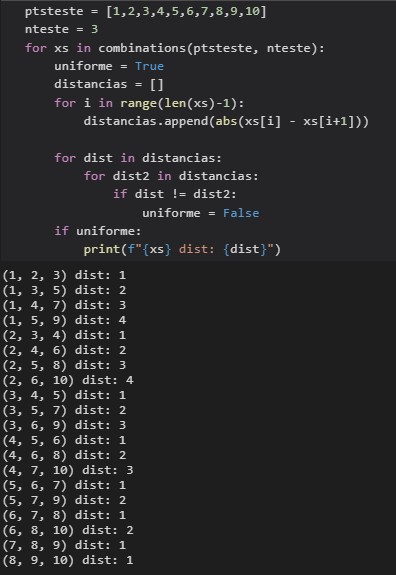 ptsteste = [1,2,3,4,5,6,7,8,9,10]
nteste = 3
for xs in combinations(ptsteste, nteste):
    uniforme = True
    distancias = []
    for i in range(len(xs)-1):
        distancias.append(abs(xs[i] - xs[i+1]))

    for dist in distancias:
        for dist2 in distancias:
            if dist != dist2:
                uniforme = False
    if uniforme:
        print(f"{xs} dist: {dist}")
(1, 2, 3) dist: 1
(1, 3, 5) dist: 2
(1, 4, 7) dist: 3
(1, 5, 9) dist: 4
(2, 3, 4) dist: 1
(2, 4, 6) dist: 2
(2, 5, 8) dist: 3
(2, 6, 10) dist: 4
(3, 4, 5) dist: 1
(3, 5, 7) dist: 2
(3, 6, 9) dist: 3
(4, 5, 6) dist: 1
(4, 6, 8) dist: 2
(4, 7, 10) dist: 3
(5, 6, 7) dist: 1
(5, 7, 9) dist: 2
(6, 7, 8) dist: 1
(6, 8, 10) dist: 2
(7, 8, 9) dist: 1
(8, 9, 10) dist: 1